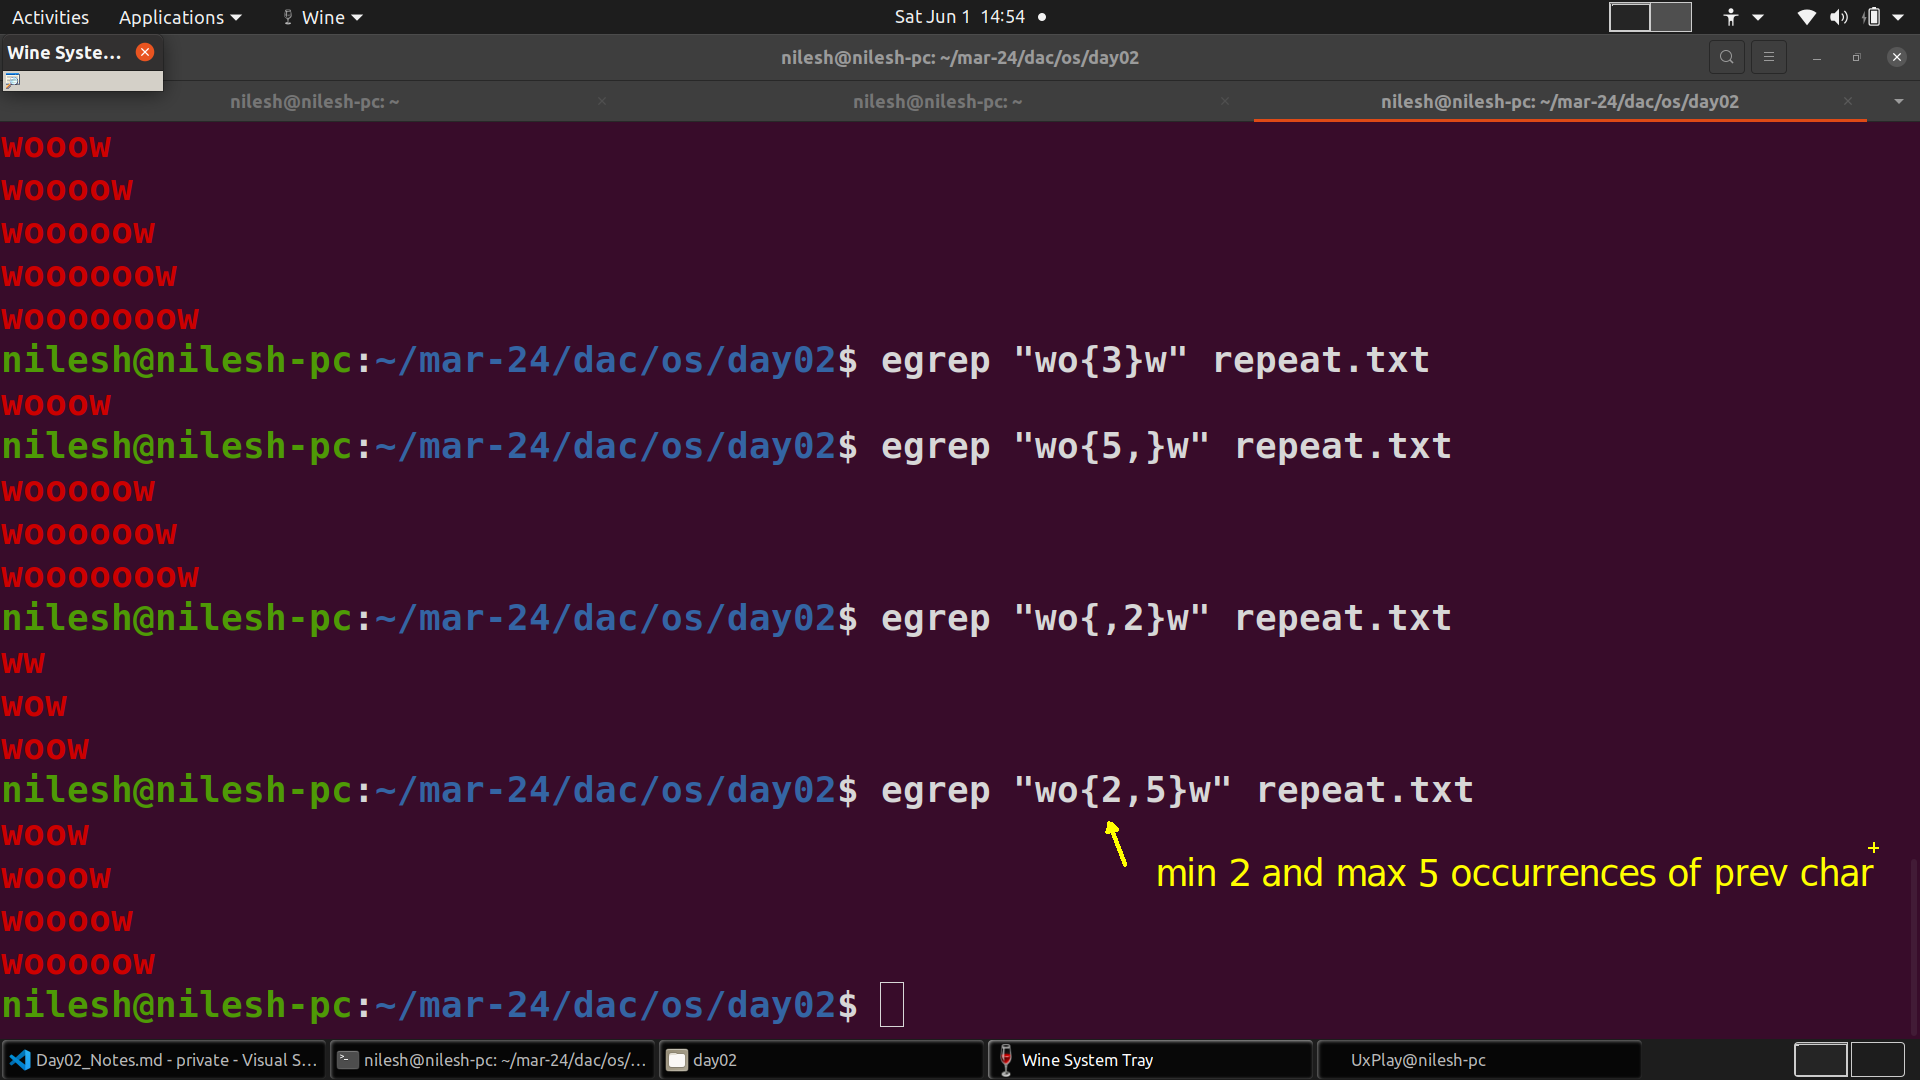 Activities Applications Wine Sat Jun 1 14:54
Wine Syste...
nilesh@nilesh-pc: ~/mar-24/dac/os/day02
nilesh@nilesh-pc: ~ nilesh@nilesh-pc: ~ nilesh@nilesh-pc: ~/mar-24/dac/os/day02
wooow
woooow
wooooow
woooooow
wooooooow
nilesh@nilesh-pc:~/mar-24/dac/os/day02$ egrep "wo{3}w" repeat.txt
wooow
nilesh@nilesh-pc:~/mar-24/dac/os/day02$ egrep "wo{5,}w" repeat.txt
wooooow
woooooow
wooooooow
nilesh@nilesh-pc:~/mar-24/dac/os/day02$ egrep "wo{,2}w" repeat.txt
ww
wow
woow
nilesh@nilesh-pc:~/mar-24/dac/os/day02$ egrep "wo{2,5}w" repeat.txt
woow
wooow
woooow
wooooow
min 2 and max 5 occurrences of prev char
nilesh@nilesh-pc:~/mar-24/dac/os/day02$
Day02_Notes.md - private - Visual S... nilesh@nilesh-pc: ~/mar-24/dac/os/... day02 Wine System Tray UxPlay@nilesh-pc